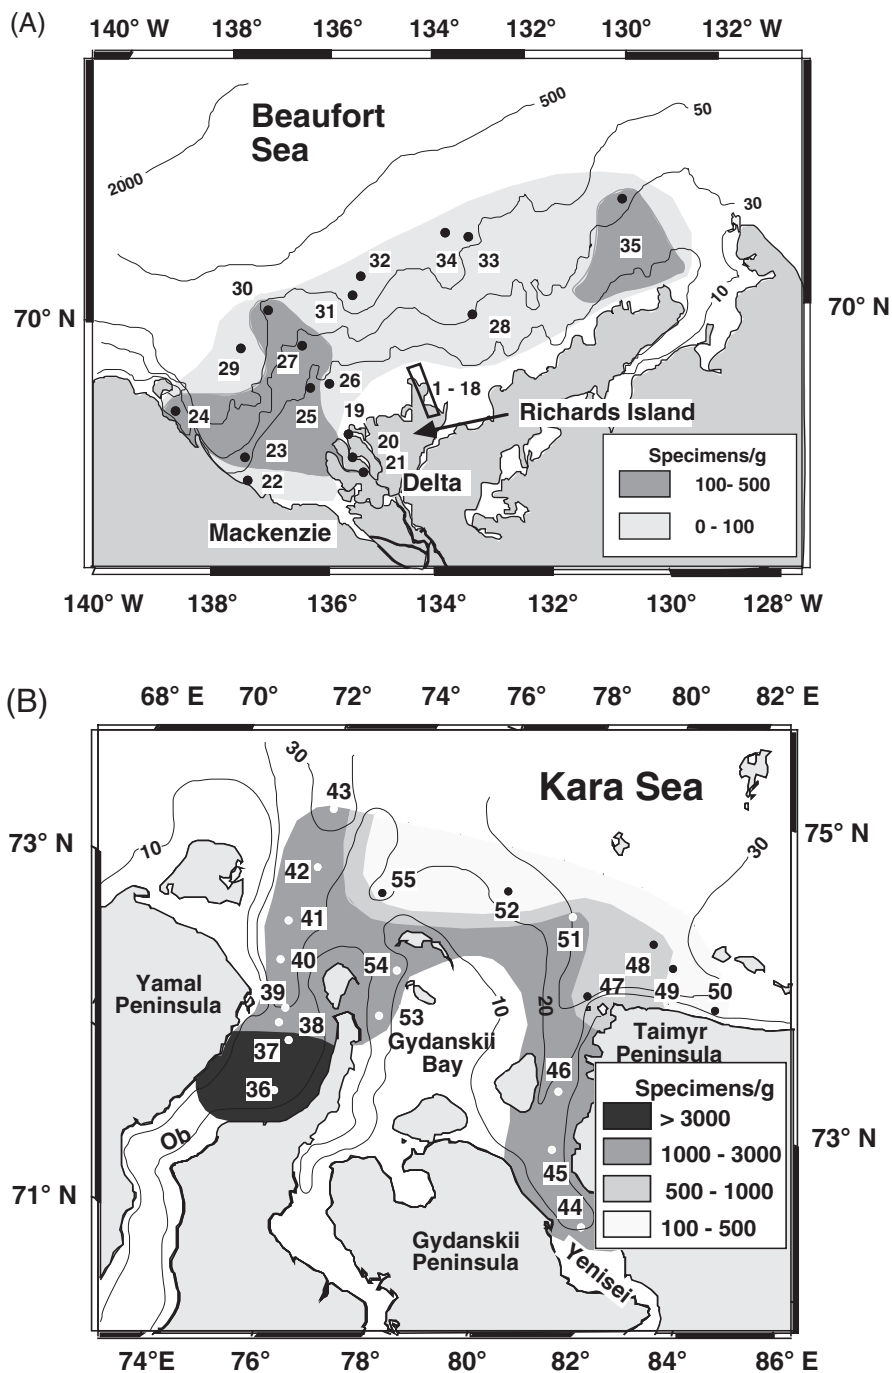 (A)
140° W 138° 136° 134° 132° 130° 132° W
Beaufort
Sea
500
50
2000
30
35
34 33
32
30
31
10
70° N
70° N
28
29
27
26
1 - 18
24
25
19
Richards Island
20
23
21
22
Delta
Mackenzie
Specimens/g
100- 500
0 - 100
140° W 138° 136° 134° 132° 130° 128° W
(B)
68° E 70° 72° 74° 76° 78° 80° 82° E
30
Kara Sea
43
73° N
75° N
10
30
42
55
52
41
51
40
54
48
Yamal
Peninsula
39
47
49
50
10
20
38
53
Gydanskii
Bay
Taimyr
Peninsula
37
46
36
Specimens/g
> 3000
1000 - 3000
500 - 1000
100 - 500
Ob
73° N
45
71° N
44
Gydanskii
Peninsula
Yenisei
74°E 76° 78° 80° 82° 84° 86° E